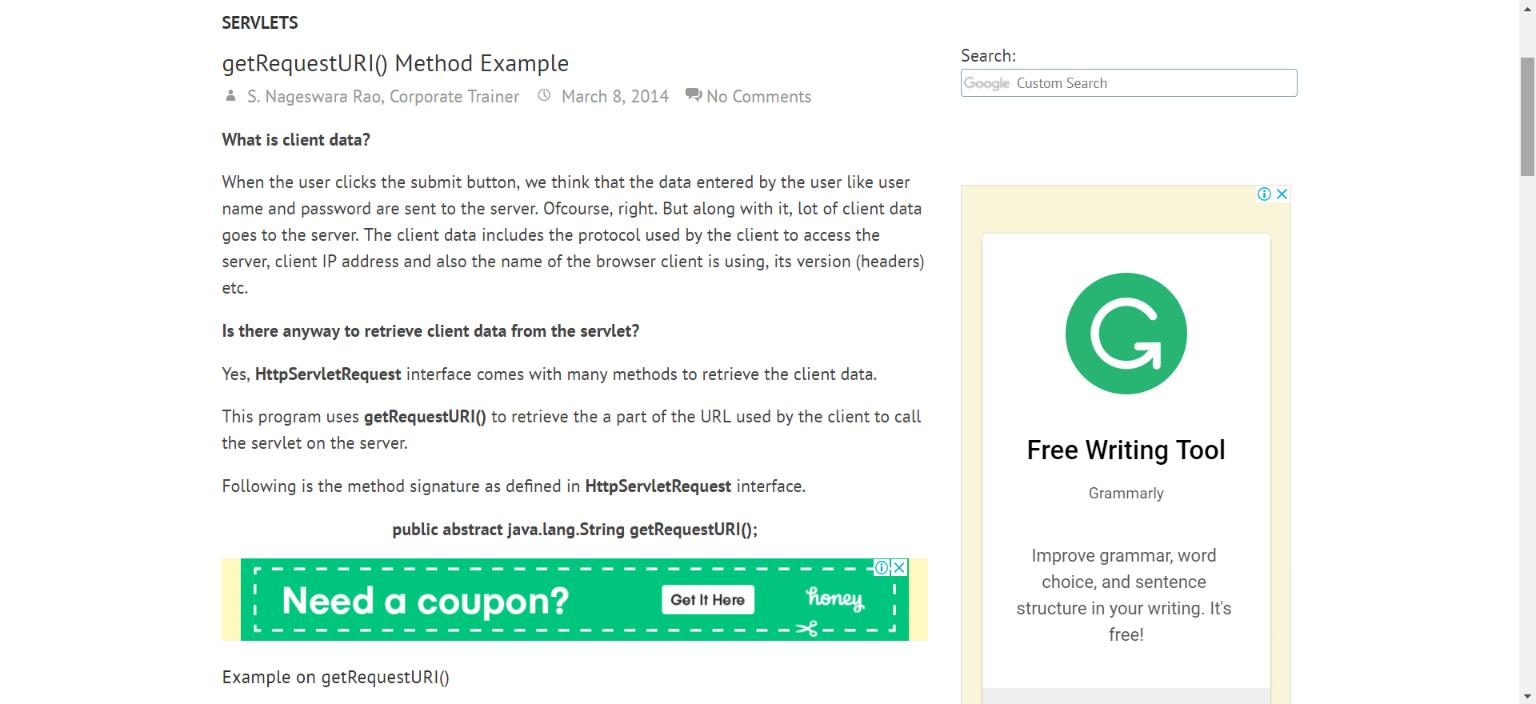 SERVLETS
getRequestURI() Method Example
S. Nageswara Rao, Corporate Trainer March 8, 2014 No Comments
What is client data?
When the user clicks the submit button, we think that the data entered by the user like user
name and password are sent to the server. Ofcourse, right. But along with it, lot of client data
goes to the server. The client data includes the protocol used by the client to access the
server, client IP address and also the name of the browser client is using, its version (headers)
etc.
Is there anyway to retrieve client data from the servlet?
Yes, HttpServletRequest interface comes with many methods to retrieve the client data.
This program uses getRequestURI() to retrieve the a part of the URL used by the client to call
the servlet on the server.
Following is the method signature as defined in HttpServletRequest interface.
public abstract java.lang.String getRequestURI();
Need a coupon? Get It Here honey
Example on getRequestURI()
Search:
Google Custom Search
Free Writing Tool
Grammarly
Improve grammar, word
choice, and sentence
structure in your writing. It's
free!